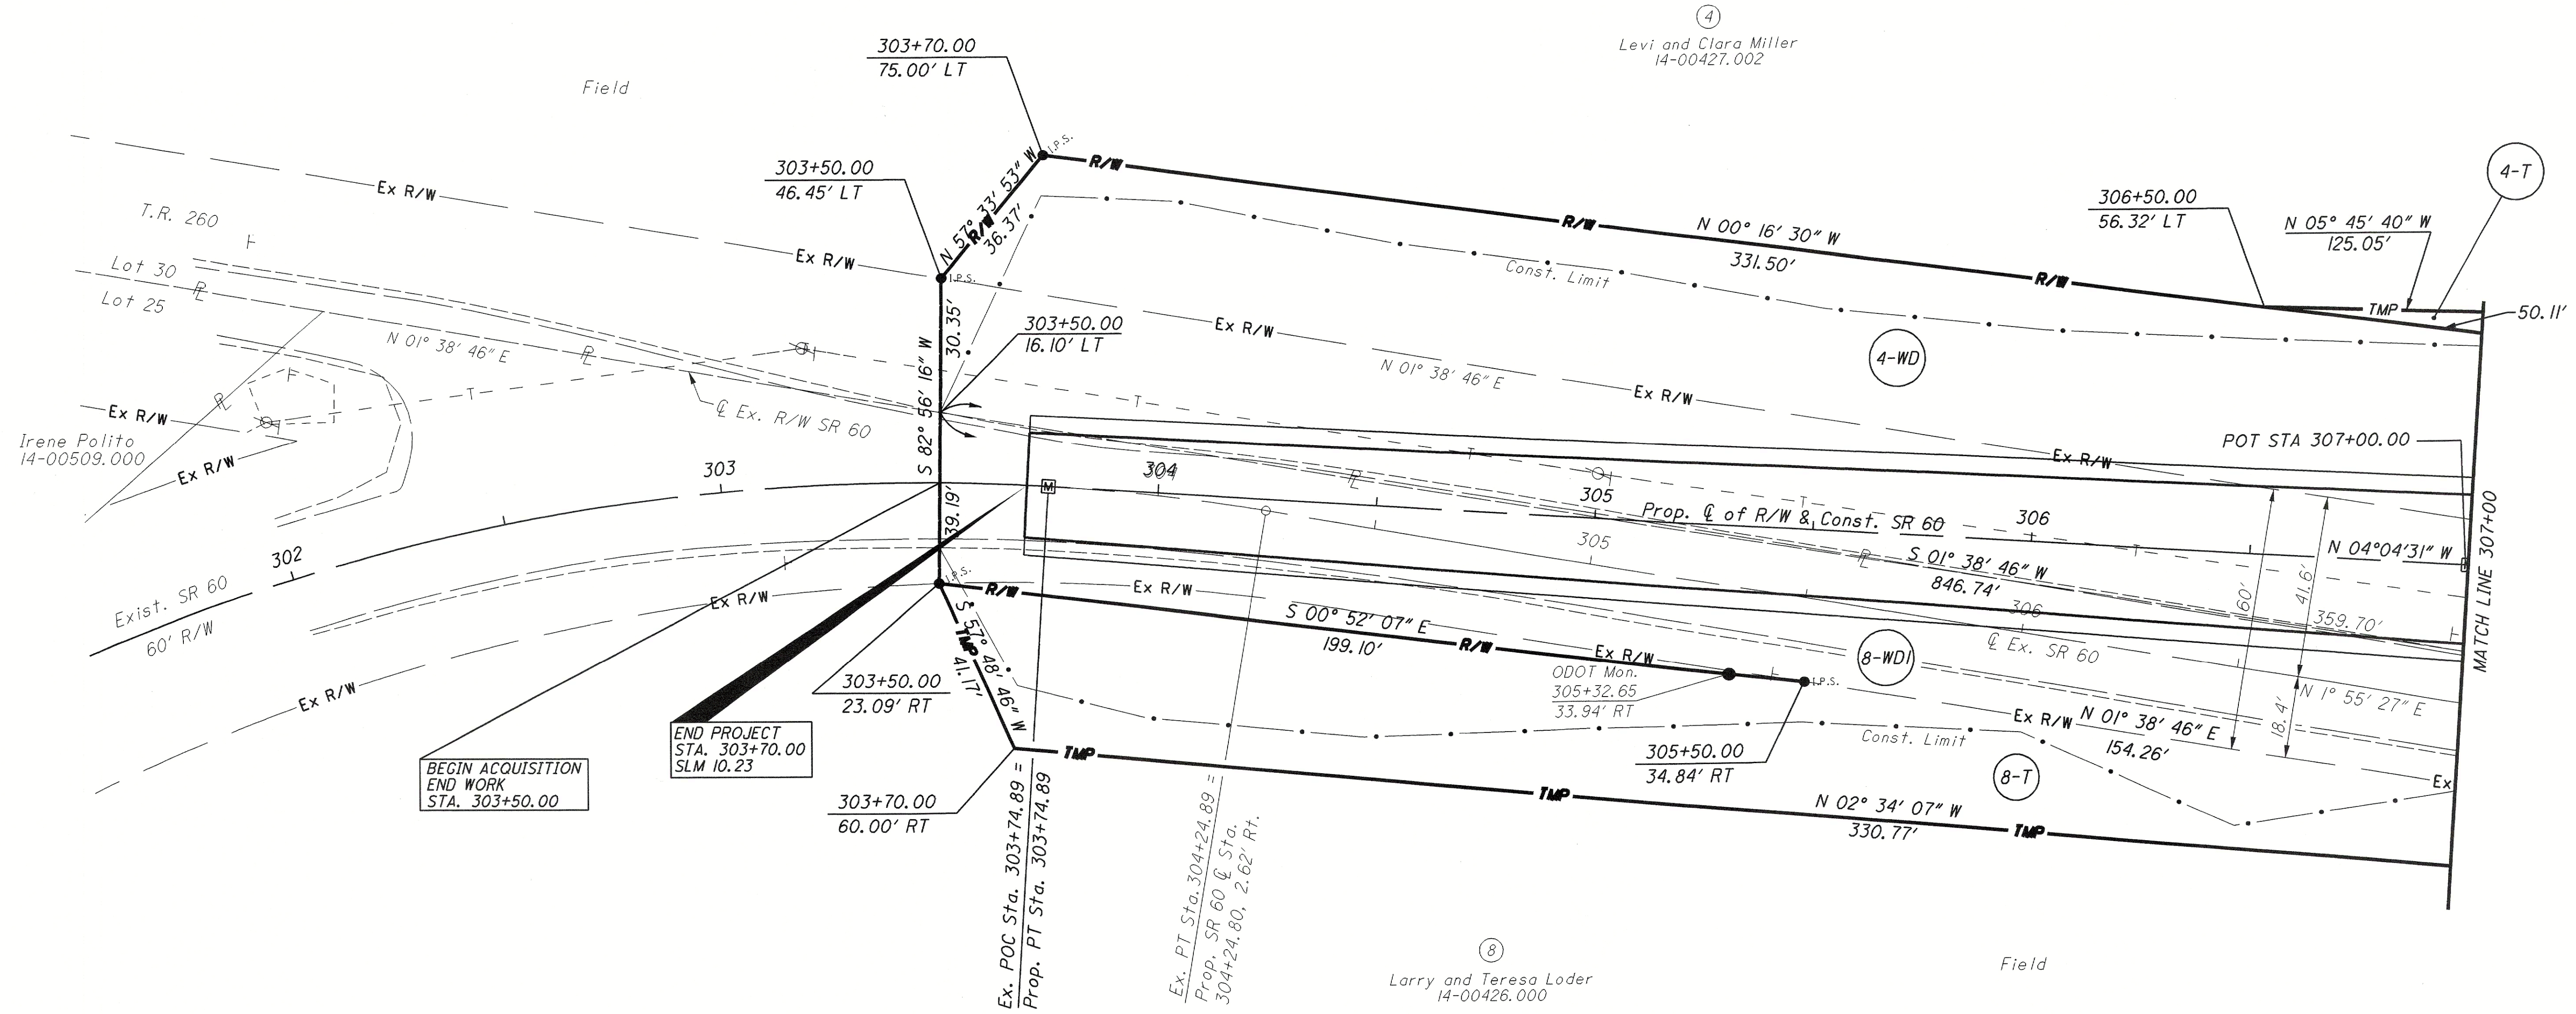 4
Levi and Clara Miller
14-00427.002
303+70.00
75.00' LT
Field
I.P.S.
R/W
4-T
303+50.00
46.45' LT
Ex R/W
T.R. 260
N 57° 33' 53" W
R/W
36.37'
R/W
N 00° 16' 30" W
331.50'
306+50.00
56.32' LT
N 05° 45' 40" W
125.05'
Ex R/W
I.P.S.
Const. Limit
R/W
TMP
50.11'
Lot 30
PL
Lot 25
N 01° 38' 46" E
PL
30.35'
303+50.00
16.10' LT
Ex R/W
4-WD
N 01° 38' 46" E
Ex R/W
S 82° 56' 16" W
T
PL
Ex R/W
T
CL Ex. R/W SR 60
T
Irene Polito
14-00509.000
Ex R/W
POT STA 307+00.00
Ex R/W
303
M
304
304
T
PL
T
305
Prop. CL of R/W & Const. SR 60
306
T
39.19'
302
305
PL
S 01° 38' 46" W
846.74'
N 04°04'31" W
MATCH LINE 307+00
Exist. SR 60
60' R/W
I.P.S.
Ex R/W
R/W
Ex R/W
60'
41.6'
306
359.70'
S 00° 52' 07" E
199.10'
R/W
Ex R/W
8-WD1
CL Ex. SR 60
S 57° 48' 46" W
TMP
41.17'
Ex R/W
303+50.00
23.09' RT
ODOT Mon.
305+32.65
33.94' RT
I.P.S.
N 1° 55' 27" E
Ex R/W
N 01° 38' 46" E
154.26'
18.4'
END PROJECT
STA. 303+70.00
SLM 10.23
305+50.00
34.84' RT
Const. Limit
BEGIN ACQUISITION
END WORK
STA. 303+50.00
TMP
8-T
Ex
303+70.00
60.00' RT
TMP
N 02° 34' 07" W
330.77'
TMP
Ex. POC Sta. 303+74.89 =
Prop. PT Sta. 303+74.89
Ex. PT Sta. 304+24.89 =
Prop. SR 60 CL Sta.
304+24.80, 2.62' Rt.
8
Larry and Teresa Loder
14-00426.000
Field